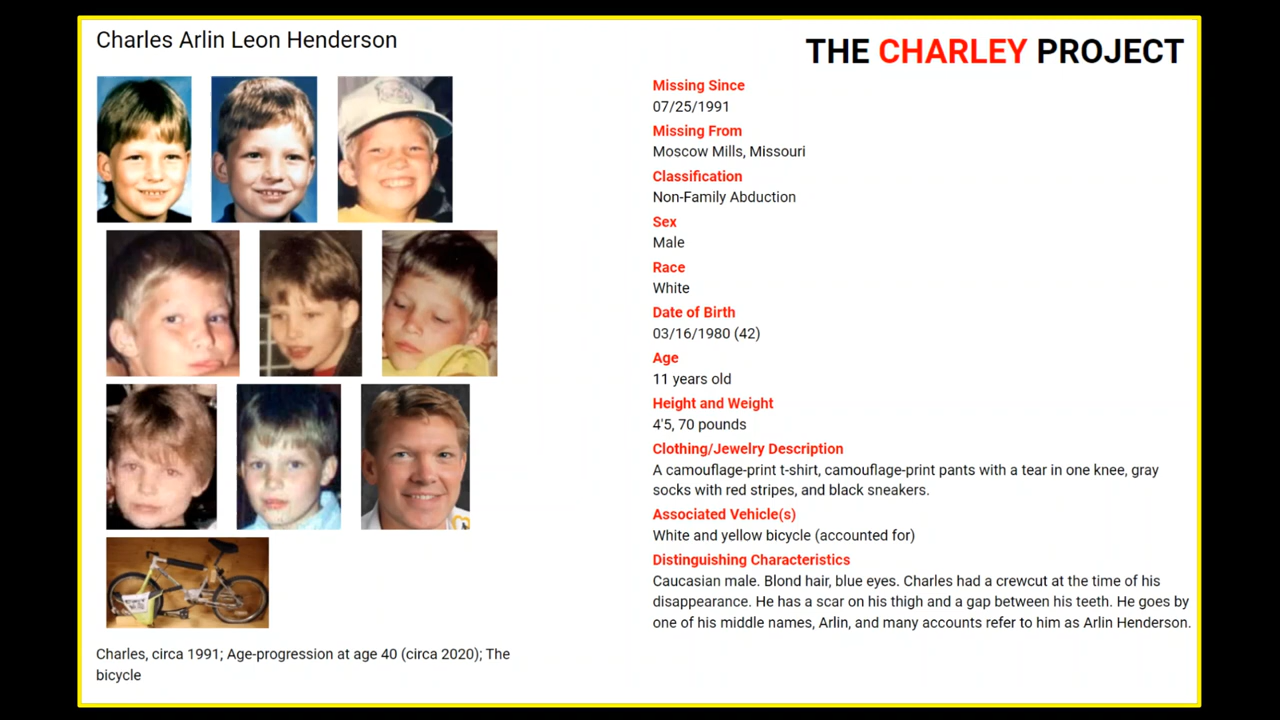 Charles Arlin Leon Henderson
THE CHARLEY PROJECT
Missing Since
07/25/1991
Missing From
Moscow Mills, Missouri
Classification
Non-Family Abduction
Sex
Male
Race
White
Date of Birth
03/16/1980 (42)
Age
11 years old
Height and Weight
4'5, 70 pounds
Clothing/Jewelry Description
A camouflage-print t-shirt, camouflage-print pants with a tear in one knee, gray
socks with red stripes, and black sneakers.
Associated Vehicle(s)
White and yellow bicycle (accounted for)
Distinguishing Characteristics
Caucasian male. Blond hair, blue eyes. Charles had a crewcut at the time of his
disappearance. He has a scar on his thigh and a gap between his teeth. He goes by
one of his middle names, Arlin, and many accounts refer to him as Arlin Henderson.
Charles, circa 1991; Age-progression at age 40 (circa 2020); The
bicycle